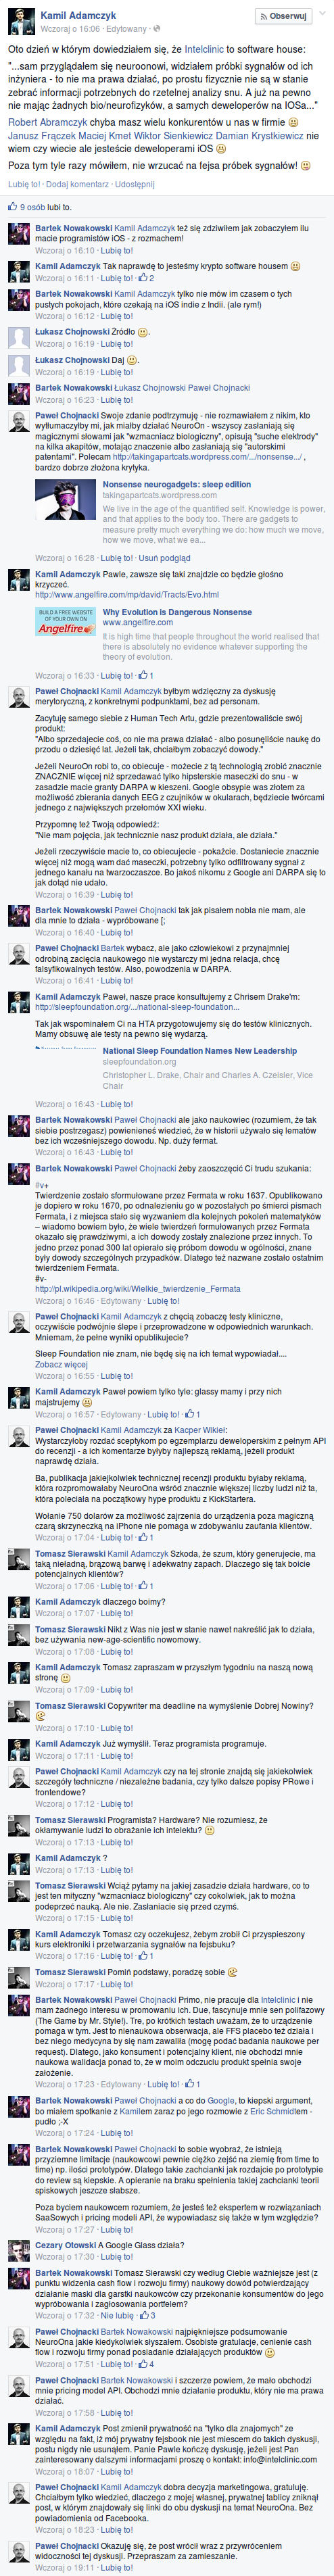 Kamil Adamczyk
Obserwuj
Wczoraj o 16:06 · Edytowany ·
Oto dzień w którym dowiedziałem się, że Intelclinic to software house:
"...sam przyglądałem się neuroonowi, widziałem próbki sygnałów od ich
inżyniera - to nie ma prawa działać, po prostu fizycznie nie są w stanie
zebrać informacji potrzebnych do rzetelnej analizy snu. A już na pewno
nie mając żadnych bio/neurofizyków, a samych deweloperów na IOSa..."
Robert Abramczyk chyba masz wielu konkurentów u nas w firmie
Janusz Frączek Maciej Kmet Wiktor Sienkiewicz Damian Krystkiewicz nie
wiem czy wiecie ale jesteście deweloperami iOS
Poza tym tyle razy mówiłem, nie wrzucać na fejsa próbek sygnałów!
Lubię to! · Dodaj komentarz · Udostępnij
9 osób lubi to.
Bartek Nowakowski Kamil Adamczyk też się zdziwiłem jak zobaczyłem ilu
macie programistów iOS - z rozmachem!
Wczoraj o 16:10 · Lubię to!
Kamil Adamczyk Tak naprawdę to jesteśmy krypto software housem
Wczoraj o 16:11 · Lubię to! · 2
Bartek Nowakowski Kamil Adamczyk tylko nie mów im czasem o tych
pustych pokojach, które czekają na iOS indie z Indii. (ale rym!)
Wczoraj o 16:12 · Lubię to!
Łukasz Chojnowski Źródło .
Wczoraj o 16:19 · Lubię to!
Łukasz Chojnowski Daj .
Wczoraj o 16:19 · Lubię to!
Bartek Nowakowski Łukasz Chojnowski Paweł Chojnacki
Wczoraj o 16:23 · Lubię to!
Paweł Chojnacki Swoje zdanie podtrzymuję - nie rozmawiałem z nikim, kto
wytłumaczyłby mi, jak miałby działać NeuroOn - wszyscy zasłaniają się
magicznymi słowami jak "wzmacniacz biologiczny", opisują "suche elektrody"
na kilka akapitów, motając znaczenie albo zasłaniają się "autorskimi
patentami". Polecam http://takingapartcats.wordpress.com/.../nonsense.../ ,
bardzo dobrze złożona krytyka.
Nonsense neurogadgets: sleep edition
takingapartcats.wordpress.com
We live in the age of the quantified self. Knowledge is power,
and that applies to the body too. There are gadgets to
measure pretty much everything we do: how much we move,
how we move, what we ea...
Wczoraj o 16:28 · Lubię to! · Usuń podgląd
Kamil Adamczyk Pawle, zawsze się taki znajdzie co będzie głośno
krzyczeć.
http://www.angelfire.com/mp/david/Tracts/Evo.html
BUILD A FREE WEBSITE
OF YOUR OWN ON
Angelfire
Why Evolution is Dangerous Nonsense
www.angelfire.com
It is high time that people throughout the world realised that
there is absolutely no evidence whatever supporting the
theory of evolution.
Wczoraj o 16:33 · Lubię to! · 1
Paweł Chojnacki Kamil Adamczyk byłbym wdzięczny za dyskusję
merytoryczną, z konkretnymi podpunktami, bez ad personam.
Zacytuję samego siebie z Human Tech Artu, gdzie prezentowaliście swój
produkt:
"Albo sprzedajecie coś, co nie ma prawa działać - albo posunęliście naukę do
przodu o dziesięć lat. Jeżeli tak, chciałbym zobaczyć dowody."
Jeżeli NeuroOn robi to, co obiecuje - możecie z tą technologią zrobić znacznie
ZNACZNIE więcej niż sprzedawać tylko hipsterskie maseczki do snu - w
zasadzie macie granty DARPA w kieszeni. Google obsypie was złotem za
możliwość zbierania danych EEG z czujników w okularach, będziecie twórcami
jednego z największych przełomów XXI wieku.
Przypomnę też Twoją odpowiedź:
"Nie mam pojęcia, jak technicznie nasz produkt działa, ale działa."
Jeżeli rzeczywiście macie to, co obiecujecie - pokażcie. Dostaniecie znacznie
więcej niż mogą wam dać maseczki, potrzebny tylko odfiltrowany sygnał z
jednego kanału na twarzoczaszce. Bo jakoś nikomu z Google ani DARPA się to
jak dotąd nie udało.
Wczoraj o 16:39 · Lubię to!
Bartek Nowakowski Paweł Chojnacki tak jak pisałem nobla nie mam, ale
dla mnie to działa - wypróbowane [;
Wczoraj o 16:40 · Lubię to!
Paweł Chojnacki Bartek wybacz, ale jako człowiekowi z przynajmniej
odrobiną zacięcia naukowego nie wystarczy mi jedna relacja, chcę
falsyfikowalnych testów. Also, powodzenia w DARPA.
Wczoraj o 16:41 · Lubię to!
Kamil Adamczyk Paweł, nasze prace konsultujemy z Chrisem Drake'm:
http://sleepfoundation.org/.../national-sleep-foundation...
Tak jak wspominałem Ci na HTA przygotowujemy się do testów klinicznych.
Mamy obsuwę ale testy na pewno się wydarzą.
National Sleep Foundation Names New Leadership
sleepfoundation.org
Christopher L. Drake, Chair and Charles A. Czeisler, Vice
Chair
Wczoraj o 16:43 · Lubię to!
Bartek Nowakowski Paweł Chojnacki ale jako naukowiec (rozumiem, że tak
siebie postrzegasz) powinieneś wiedzieć, że w historii używało się lematów
bez ich wcześniejszego dowodu. Np. duży fermat.
Wczoraj o 16:43 · Lubię to!
Bartek Nowakowski Paweł Chojnacki żeby zaoszczęścić Ci trudu szukania:
#v+
Twierdzenie zostało sformułowane przez Fermata w roku 1637. Opublikowano
je dopiero w roku 1670, po odnalezieniu go w pozostałych po śmierci pismach
Fermata, i z miejsca stało się wyzwaniem dla kolejnych pokoleń matematyków
– wiadomo bowiem było, że wiele twierdzeń formułowanych przez Fermata
okazało się prawdziwymi, a ich dowody zostały znalezione przez innych. To
jedno przez ponad 300 lat opierało się próbom dowodu w ogólności, znane
były dowody szczególnych przypadków. Dlatego też nazwane zostało ostatnim
twierdzeniem Fermata.
#v-
http://pl.wikipedia.org/wiki/Wielkie_twierdzenie_Fermata
Wczoraj o 16:46 · Edytowany · Lubię to!
Paweł Chojnacki Kamil Adamczyk z chęcią zobaczę testy kliniczne,
oczywiście podwójnie ślepe i przeprowadzone w odpowiednich warunkach.
Mniemam, że pełne wyniki opublikujecie?
Sleep Foundation nie znam, nie będę się na ich temat wypowiadał....
Zobacz więcej
Wczoraj o 16:55 · Lubię to!
Kamil Adamczyk Paweł powiem tylko tyle: glassy mamy i przy nich
majstrujemy
Wczoraj o 16:57 · Edytowany · Lubię to! · 1
Paweł Chojnacki Kamil Adamczyk za Kacper Wikieł:
Wystarczyłoby rozdać sceptykom po egzemplarzu deweloperskim z pełnym API
do recenzji - a ich komentarze byłyby najlepszą reklamą, jeżeli produkt
naprawdę działa.
Ba, publikacja jakiejkolwiek technicznej recenzji produktu byłaby reklamą,
która rozpromowałaby NeuroOna wśród znacznie większej liczby ludzi niż ta,
która poleciała na początkowy hype produktu z KickStartera.
Wołanie 750 dolarów za możliwość zajrzenia do urządzenia poza magiczną
czarą skrzyneczką na iPhone nie pomaga w zdobywaniu zaufania klientów.
Wczoraj o 17:04 · Lubię to! · 1
Tomasz Sierawski Kamil Adamczyk Szkoda, że szum, który generujecie, ma
taką nieładną, brązową barwę i adekwatny zapach. Dlaczego się tak boicie
potencjalnych klientów?
Wczoraj o 17:06 · Lubię to! · 1
Kamil Adamczyk dlaczego boimy?
Wczoraj o 17:07 · Lubię to!
Tomasz Sierawski Nikt z Was nie jest w stanie nawet nakreślić jak to działa,
bez używania new-age-scientific nowomowy.
Wczoraj o 17:08 · Lubię to!
Kamil Adamczyk Tomasz zapraszam w przyszłym tygodniu na naszą nową
stronę
Wczoraj o 17:09 · Lubię to!
Tomasz Sierawski Copywriter ma deadline na wymyślenie Dobrej Nowiny?
Wczoraj o 17:10 · Lubię to!
Kamil Adamczyk Już wymyślił. Teraz programista programuje.
Wczoraj o 17:11 · Lubię to!
Paweł Chojnacki Kamil Adamczyk czy na tej stronie znajdą się jakiekolwiek
szczegóły techniczne / niezależne badania, czy tylko dalsze popisy PRowe i
frontendowe?
Wczoraj o 17:12 · Lubię to!
Tomasz Sierawski Programista? Hardware? Nie rozumiesz, że
okłamywanie ludzi to obrażanie ich intelektu?
Wczoraj o 17:13 · Lubię to!
Kamil Adamczyk ?
Wczoraj o 17:13 · Lubię to!
Tomasz Sierawski Wciąż pytamy na jakiej zasadzie działa hardware, co to
jest ten mityczny "wzmacniacz biologiczny" czy cokolwiek, jak to można
podeprzeć nauką. Ale nie. Zasłaniacie się przed czymś.
Wczoraj o 17:15 · Lubię to!
Kamil Adamczyk Tomasz czy oczekujesz, żebym zrobił Ci przyspieszony
kurs elektroniki i przetwarzania sygnałów na fejsbuku?
Wczoraj o 17:16 · Lubię to! · 1
Tomasz Sierawski Pomiń podstawy, poradzę sobie
Wczoraj o 17:17 · Lubię to!
Bartek Nowakowski Paweł Chojnacki Primo, nie pracuje dla Intelclinic i nie
mam żadnego interesu w promowaniu ich. Due, fascynuje mnie sen polifazowy
(The Game by Mr. Style!). Tre, po krótkich testach uważam, że to urządzenie
pomaga w tym. Jest to nienaukowa obserwacja, ale FFS placebo też działa i
bez niego medycyna by się nam zawaliła (mogę podać badania naukowe per
request). Dlatego, jako konsument i potencjalny klient, nie obchodzi mnie
naukowa walidacja ponad to, że w moim odczuciu produkt spełnia swoje
założenie.
Wczoraj o 17:23 · Edytowany · Lubię to! · 1
Bartek Nowakowski Paweł Chojnacki a co do Google, to kiepski argument,
bo miałem spotkanie z Kamilem zaraz po jego rozmowie z Eric Schmidtem -
pudło ;-X
Wczoraj o 17:24 · Lubię to!
Bartek Nowakowski Paweł Chojnacki to sobie wyobraź, że istnieją
przyziemne limitacje (naukowcowi pewnie ciężko zejść na ziemię from time to
time) np. ilości prototypów. Dlatego takie zachcianki jak rozdajcie po prototypie
do review są kiepskie. A opieranie na braku spełnienia takiej zachcianki teorii
spiskowych jeszcze słabsze.
Poza byciem naukowcem rozumiem, że jesteś też ekspertem w rozwiązaniach
SaaSowych i pricing modeli API, że wypowiadasz się także w tym względzie?
Wczoraj o 17:27 · Lubię to!
Cezary Otowski A Google Glass działa?
Wczoraj o 17:30 · Lubię to!
Bartek Nowakowski Tomasz Sierawski czy według Ciebie ważniejsze jest (z
punktu widzenia cash flow i rozwoju firmy) naukowy dowód potwierdzający
działanie maski dla garstki naukowców czy przekonanie konsumentów do jego
wypróbowania i zagłosowania portfelem?
Wczoraj o 17:32 · Nie lubię · 3
Paweł Chojnacki Bartek Nowakowski najpiękniejsze podsumowanie
NeuroOna jakie kiedykolwiek słyszałem. Osobiste gratulacje, cenienie cash
flow i rozwoju firmy ponad posiadanie działających produktów
Wczoraj o 17:51 · Lubię to! · 4
Paweł Chojnacki Bartek Nowakowski i szczerze powiem, że mało obchodzi
mnie pricing model API. Obchodzi mnie działanie produktu, który nie ma prawa
działać.
Wczoraj o 17:58 · Lubię to!
Kamil Adamczyk Post zmienił prywatność na "tylko dla znajomych" ze
względu na fakt, iż mój prywatny fejsbook nie jest miescem do takich dyskusji,
postu nigdy nie usunąłem. Panie Pawle kończę dyskusję, jeżeli jest Pan
zainteresowany dalszymi informacjami proszę o kontakt: info@intelclinic.com
Wczoraj o 18:07 · Lubię to!
Paweł Chojnacki Kamil Adamczyk dobra decyzja marketingowa, gratuluję.
Chciałbym tylko wiedzieć, dlaczego z mojej własnej, prywatnej tablicy zniknął
post, w którym znajdowały się linki do obu dyskusji na temat NeuroOna. Bez
powiadomienia od Facebooka.
Wczoraj o 18:23 · Lubię to!
Paweł Chojnacki Okazuję się, że post wrócił wraz z przywróceniem
widoczności tej dyskusji. Przepraszam za zamieszanie.
Wczoraj o 19:11 · Lubię to!